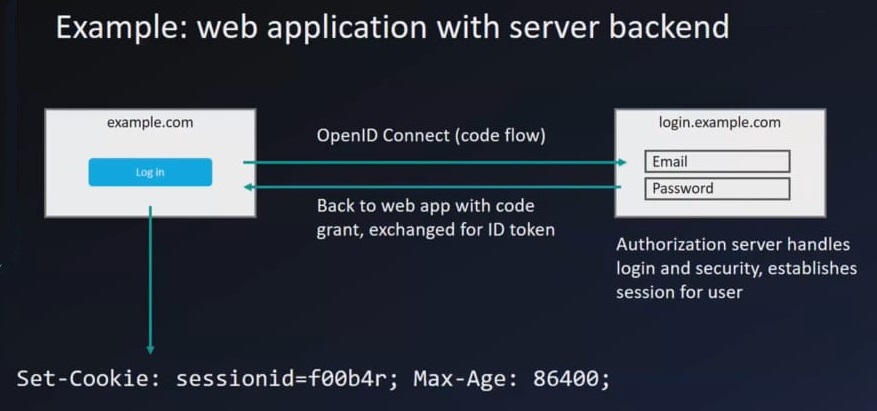 Example: web application with server backend
example.com
Log in
OpenID Connect (code flow)
Back to web app with code
grant, exchanged for ID token
login.example.com
Email
Password
Authorization server handles
login and security, establishes
session for user
Set-Cookie: sessionid=f00b4r; Max-Age: 86400;